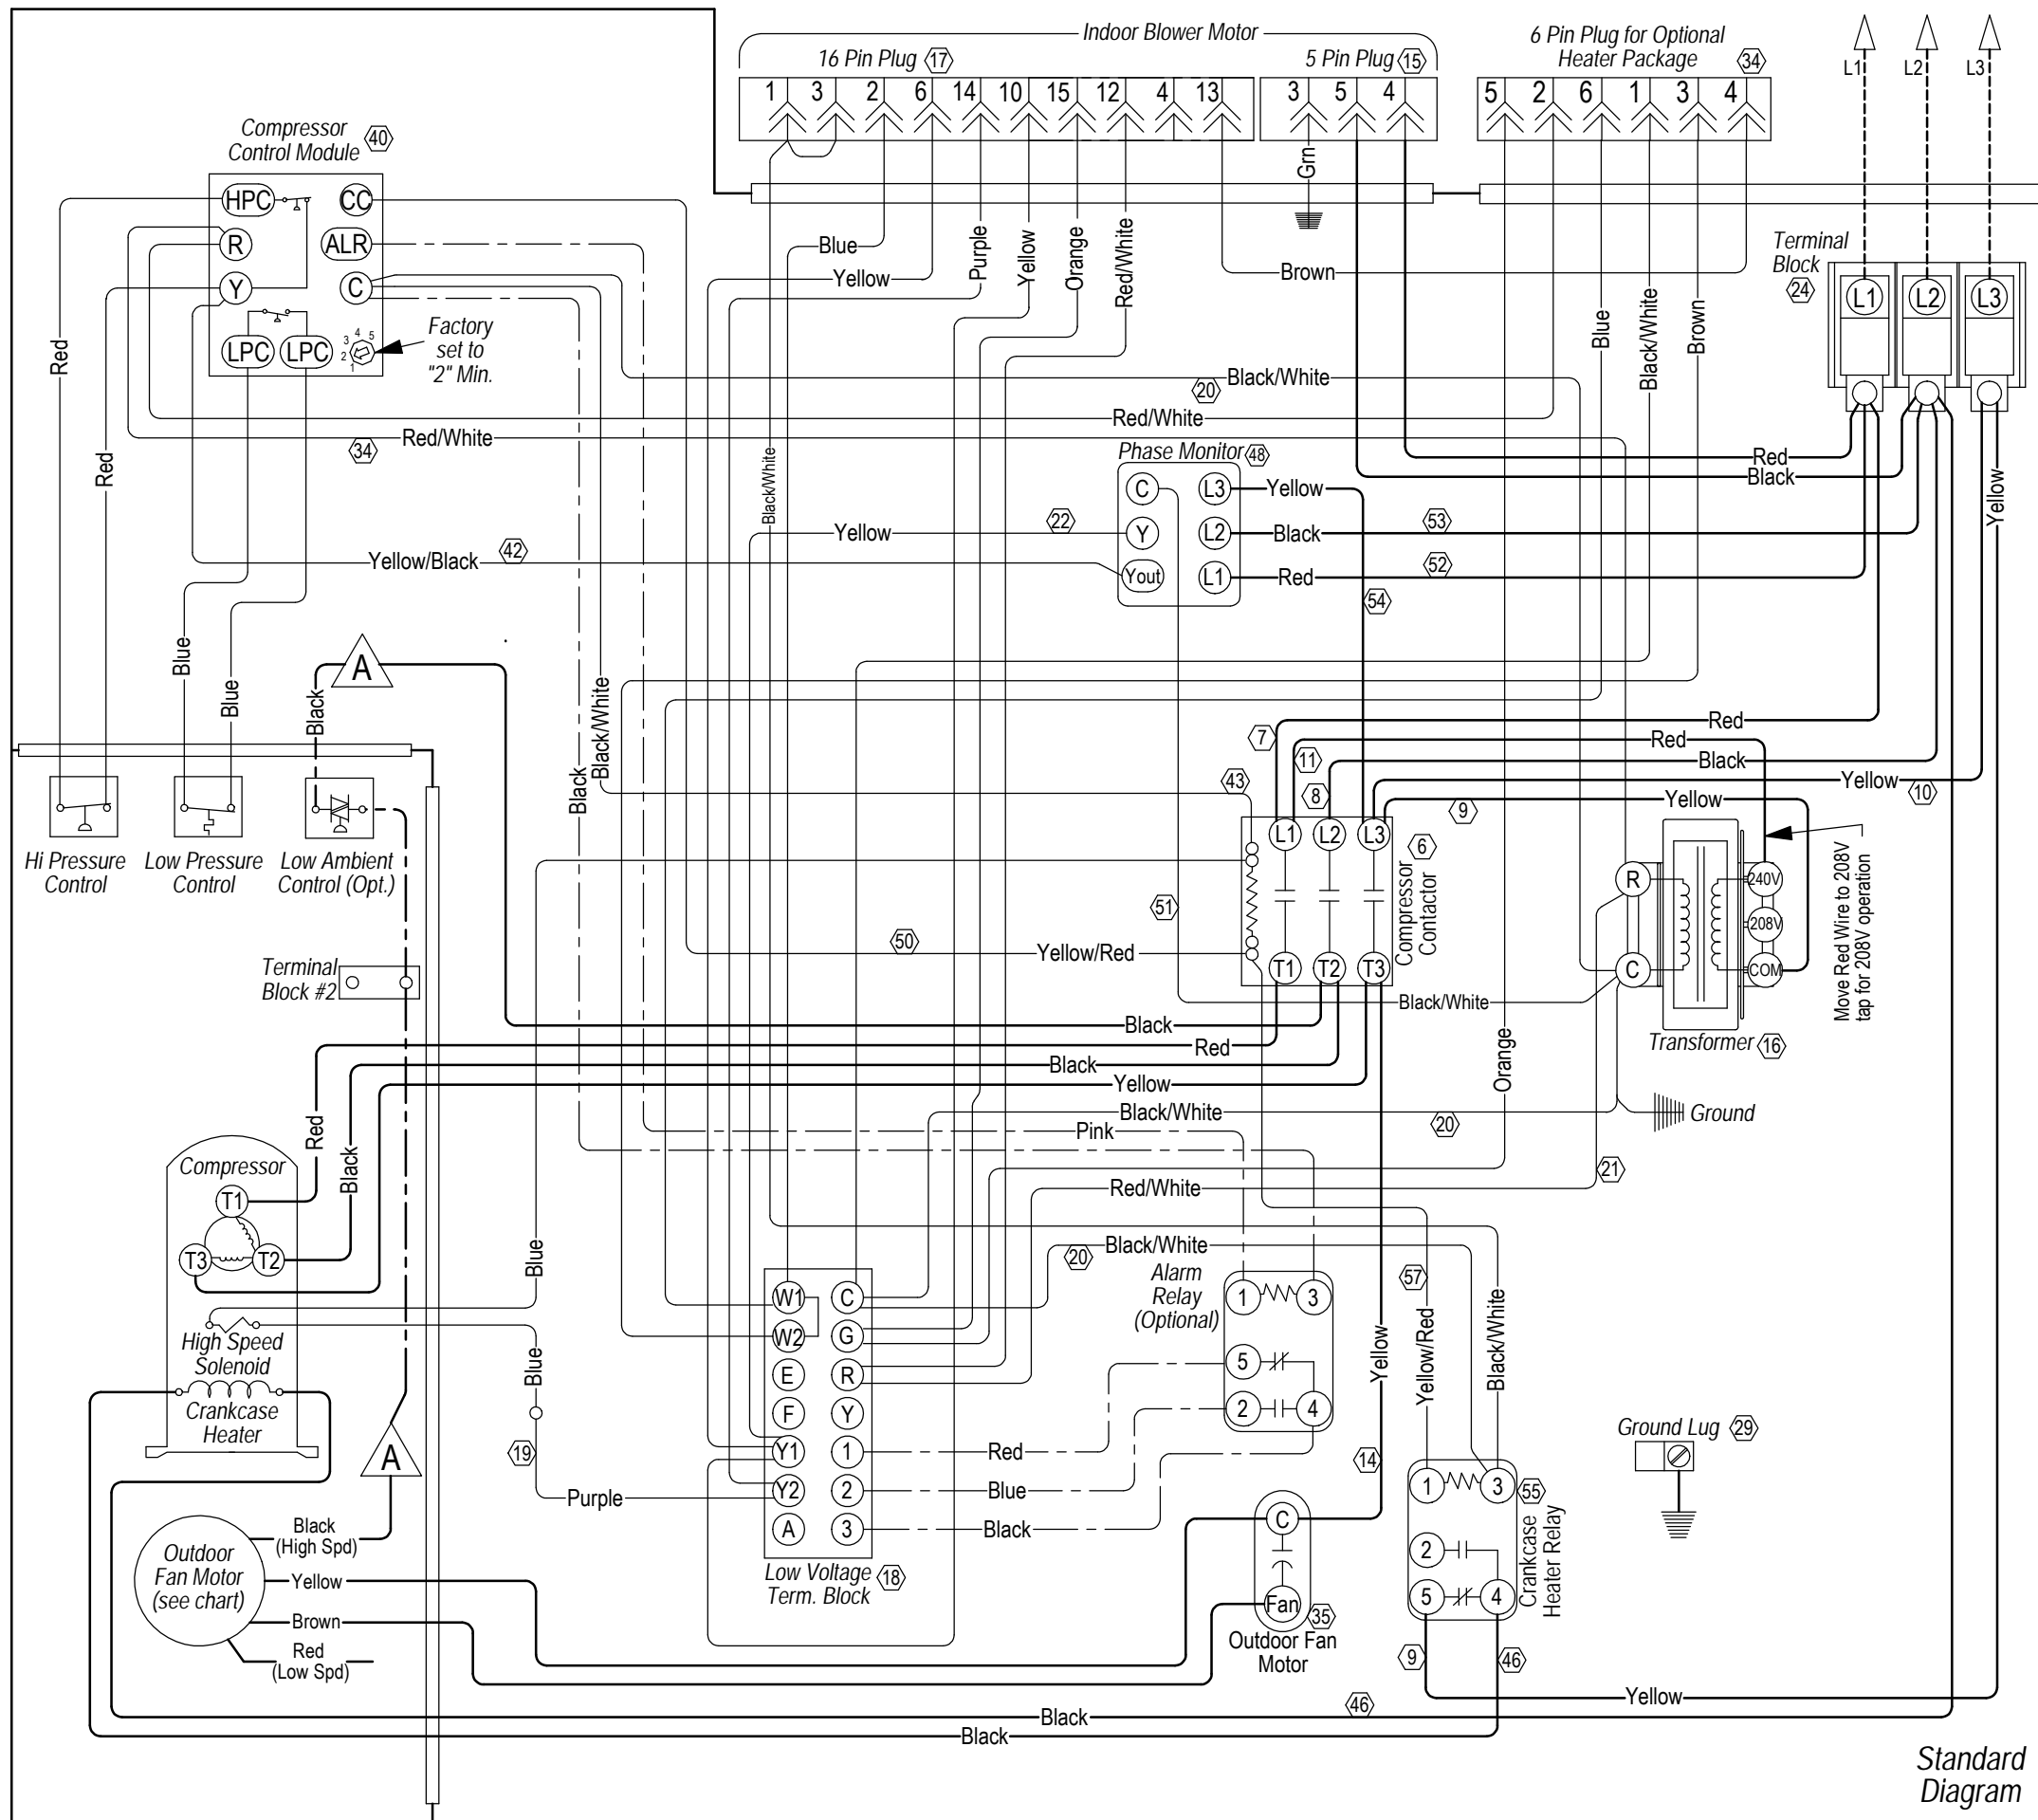 Indoor Blower Motor
16 Pin Plug 17
5 Pin Plug 15
6 Pin Plug for Optional
Heater Package 34
1 3 2 6 14 10 15 12 4 13
3 5 4
5 2 6 1 3 4
L1 L2 L3
Compressor
Control Module 40
HPC CC
R ALR
Y C
LPC LPC
1 2 3 4 5
Factory
set to
"2" Min.
Grn
Blue
Yellow
Purple
Yellow
Orange
Red/White
Brown
Blue
Black/White
Brown
Terminal
Block
24
L1 L2 L3
Red
Red
Black/White
20
Red/White
Red/White
34
Black/White
Phase Monitor 48
C L3
Y L2
Yout L1
Yellow
Black
Red
53
52
54
Red
Black
Yellow
Yellow
22
Yellow/Black
42
Blue
Blue
A
Black
Black/White
Black
Red
7
Red
11
Black
8
Yellow
10
Yellow
9
43
Hi Pressure
Control
Low Pressure
Control
Low Ambient
Control (Opt.)
L1 L2 L3
T1 T2 T3
6
Compressor
Contactor
51
50
Yellow/Red
R
C
240V
208V
COM
Move Red Wire to 208V
tap for 208V operation
Transformer 16
Black/White
Terminal
Block #2
Black
Red
Black
Yellow
Black/White
20
Ground
Pink
Orange
21
Red/White
Red
Black
Compressor
T1
T3 T2
High Speed
Solenoid
Crankcase
Heater
Blue
Blue
19
Purple
Black/White
20
Alarm
Relay
(Optional)
1 3
5
2 4
W1 C
W2 G
E R
F Y
Y1 1
Y2 2
A 3
Low Voltage
Term. Block
18
Red
Blue
Black
Yellow
14
57
Yellow/Red
Black/White
1 3
2
5 4
55
Crankcase
Heater Relay
9
46
Ground Lug 29
A
Outdoor
Fan Motor
(see chart)
Black
(High Spd)
Yellow
Brown
Red
(Low Spd)
C
Fan
35
Outdoor Fan
Motor
Yellow
46
Black
Black
Standard
Diagram